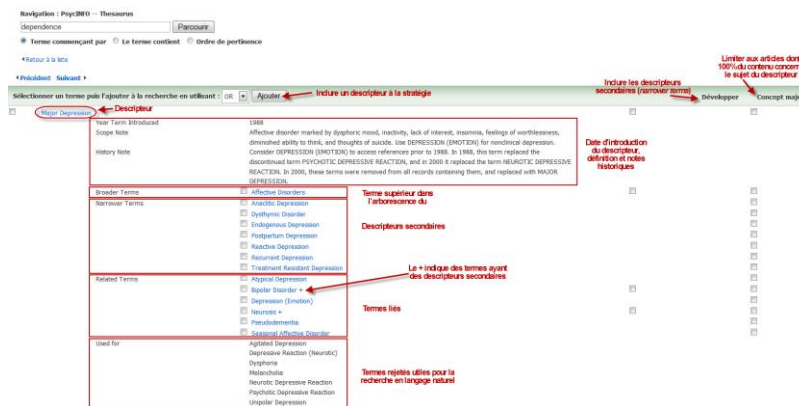 Navigation : PsycINFO -- Thesaurus
dependence Parcourir
Terme commençant par Le terme contient Ordre de pertinence
Retour à la liste
Précédent Suivant
Limiter aux articles dont
100% du contenu concerne
le sujet du descripteur
Inclure les descripteurs
secondaires (narrower terms)
Sélectionner un terme puis l'ajouter à la recherche en utilisant : OR Ajouter Inclure un descripteur à la stratégie Développer Concept majeur
Major Depression Descripteur
Year Term Introduced 1988
Scope Note Affective disorder marked by dysphoric mood, inactivity, lack of interest, insomnia, feelings of worthlessness,
diminished ability to think, and thoughts of suicide. Use DEPRESSION (EMOTION) for nonclinical depression.
History Note Consider DEPRESSION (EMOTION) to access references prior to 1988. In 1988, this term replaced the
discontinued term PSYCHOTIC DEPRESSIVE REACTION, and in 2000 it replaced the term NEUROTIC DEPRESSIVE
REACTION. In 2000, these terms were removed from all records containing them, and replaced with MAJOR
DEPRESSION.
Date d'introduction
du descripteur,
définition et notes
historiques
Broader Terms Affective Disorders
Terme supérieur dans
l'arborescence du
Narrower Terms Anaclitic Depression
Dysthymic Disorder
Endogenous Depression
Postpartum Depression
Reactive Depression
Recurrent Depression
Treatment Resistant Depression
Descripteurs secondaires
Related Terms Atypical Depression
Bipolar Disorder +
Depression (Emotion)
Neurosis +
Pseudodementia
Seasonal Affective Disorder
Le + indique des termes ayant
des descripteurs secondaires
Termes liés
Used for Agitated Depression
Depressive Reaction (Neurotic)
Dysphoria
Melancholia
Neurotic Depressive Reaction
Psychotic Depressive Reaction
Unipolar Depression
Termes rejetés utiles pour la
recherche en langage naturel